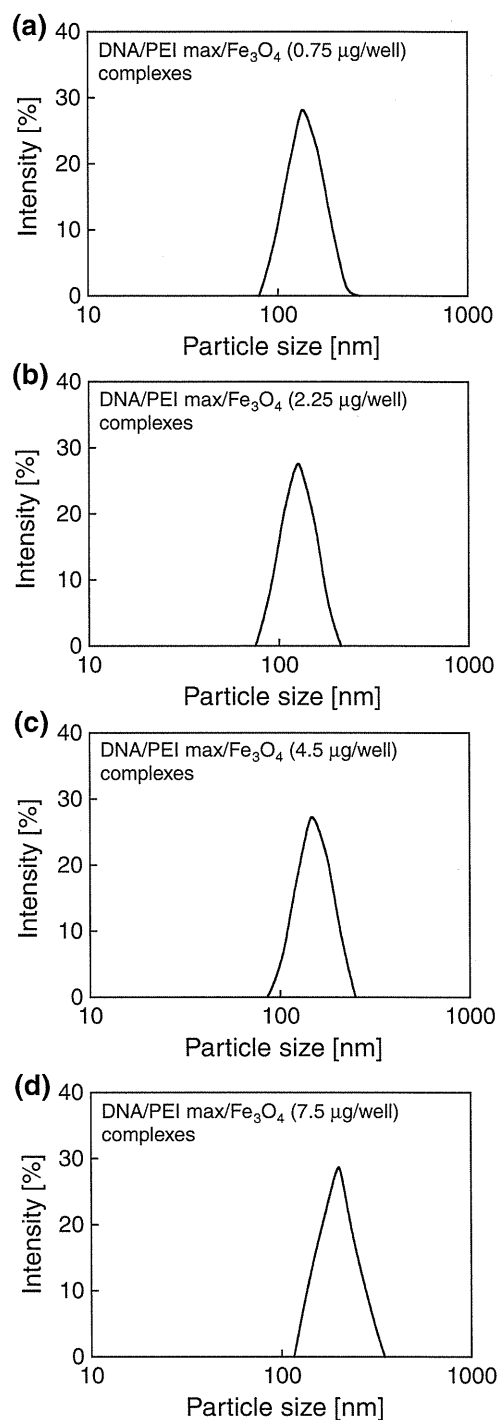 (a)
40
DNA/PEI max/Fe₃O₄ (0.75 µg/well)
complexes
30
20
10
0
Intensity [%]
10 100 1000
Particle size [nm]
(b)
40
DNA/PEI max/Fe₃O₄ (2.25 µg/well)
complexes
30
20
10
0
Intensity [%]
10 100 1000
Particle size [nm]
(c)
40
DNA/PEI max/Fe₃O₄ (4.5 µg/well)
complexes
30
20
10
0
Intensity [%]
10 100 1000
Particle size [nm]
(d)
40
DNA/PEI max/Fe₃O₄ (7.5 µg/well)
complexes
30
20
10
0
Intensity [%]
10 100 1000
Particle size [nm]